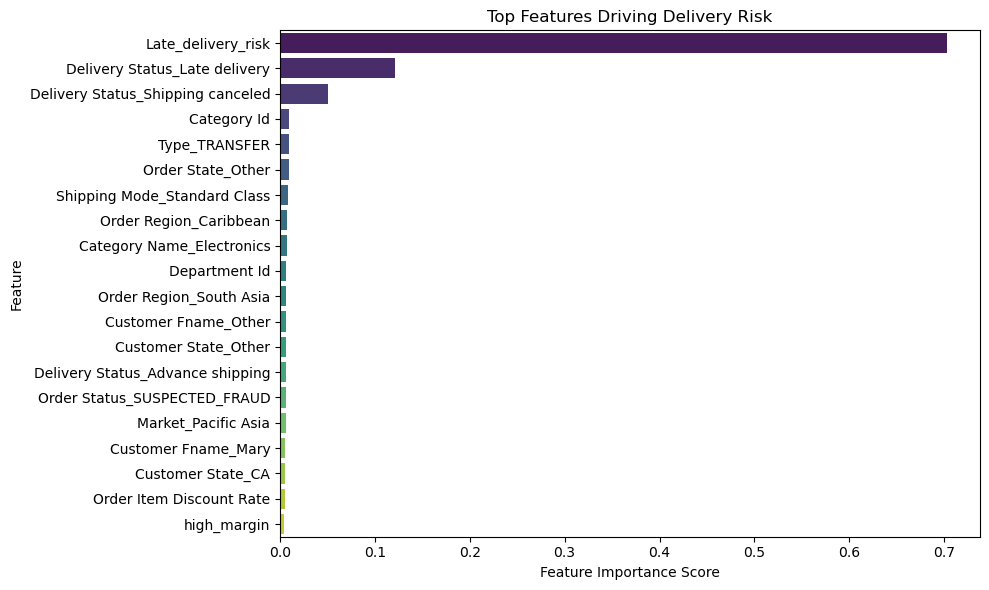 Top Features Driving Delivery Risk
Feature
Late_delivery_risk
Delivery Status_Late delivery
Delivery Status_Shipping canceled
Category Id
Type_TRANSFER
Order State_Other
Shipping Mode_Standard Class
Order Region_Caribbean
Category Name_Electronics
Department Id
Order Region_South Asia
Customer Fname_Other
Customer State_Other
Delivery Status_Advance shipping
Order Status_SUSPECTED_FRAUD
Market_Pacific Asia
Customer Fname_Mary
Customer State_CA
Order Item Discount Rate
high_margin
0.0 0.1 0.2 0.3 0.4 0.5 0.6 0.7
Feature Importance Score